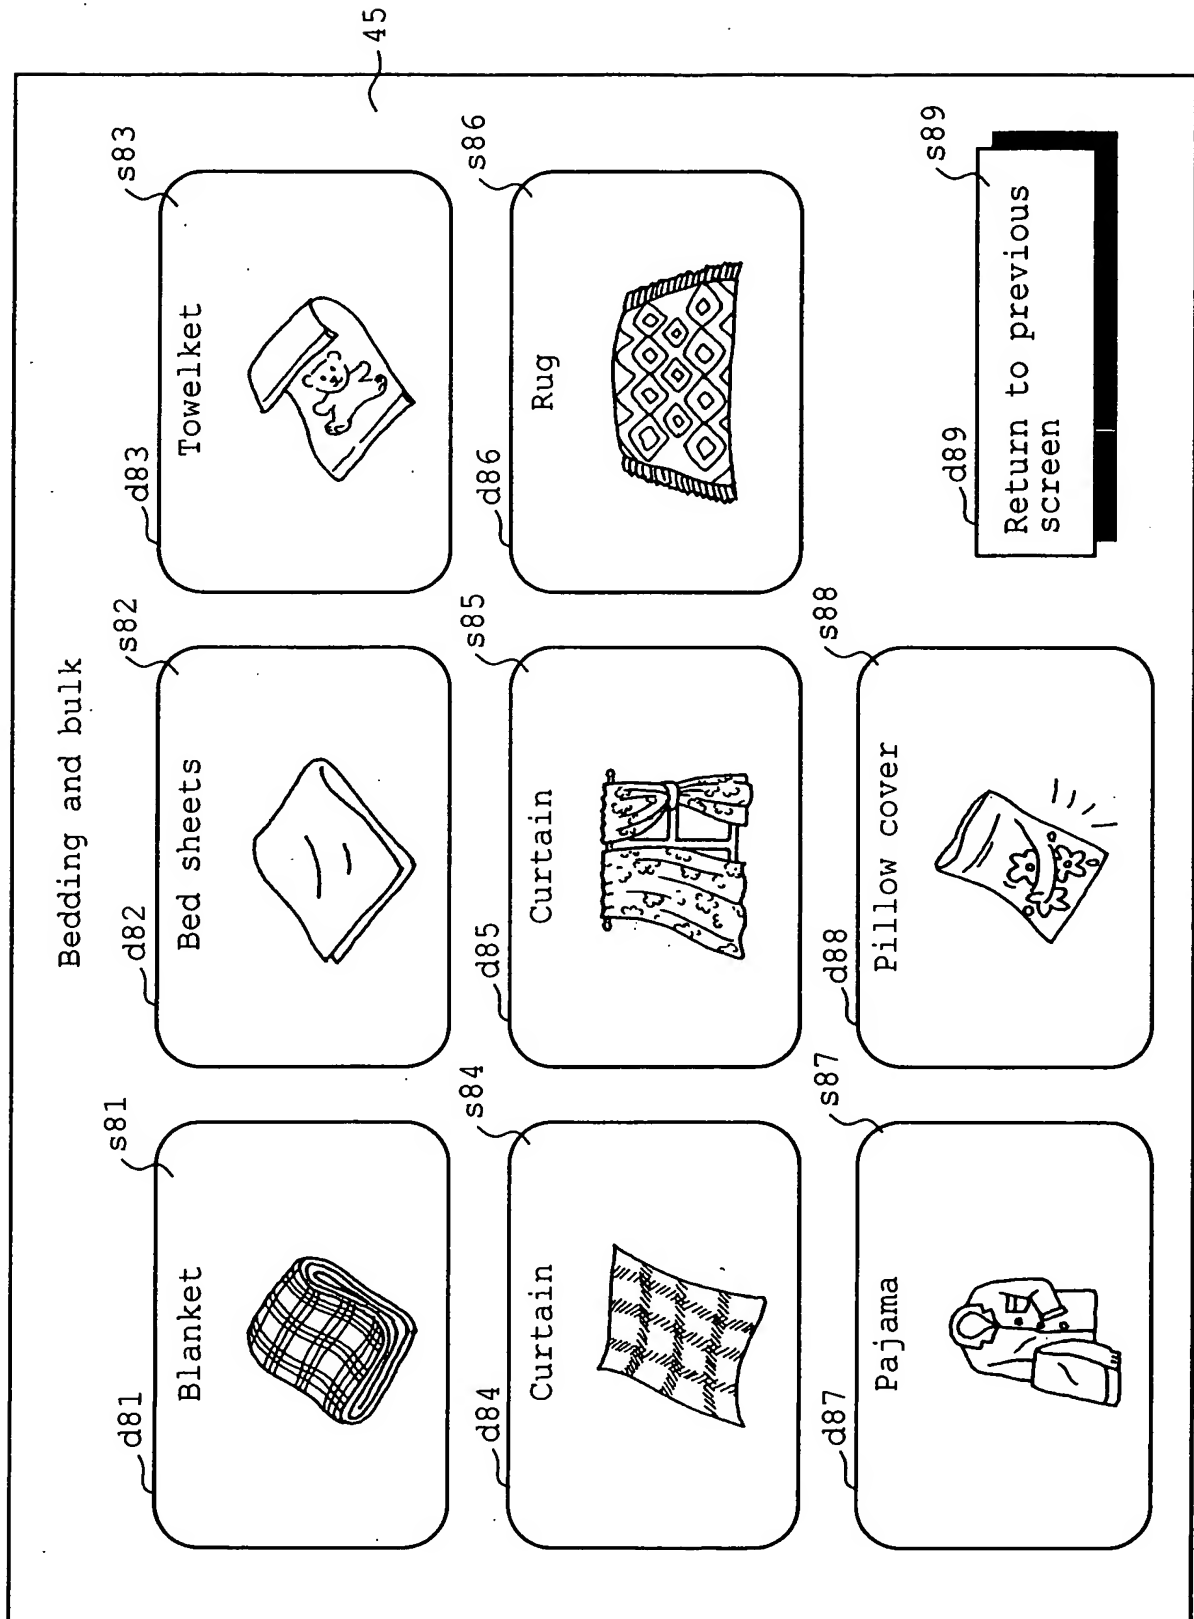 45
Bedding and bulk
d81
s81
Blanket
d82
s82
Bed sheets
d83
s83
Towelket
d84
s84
Curtain
d85
s85
Curtain
d86
s86
Rug
d87
s87
Pajama
d88
s88
Pillow cover
d89
s89
Return to previous
screen